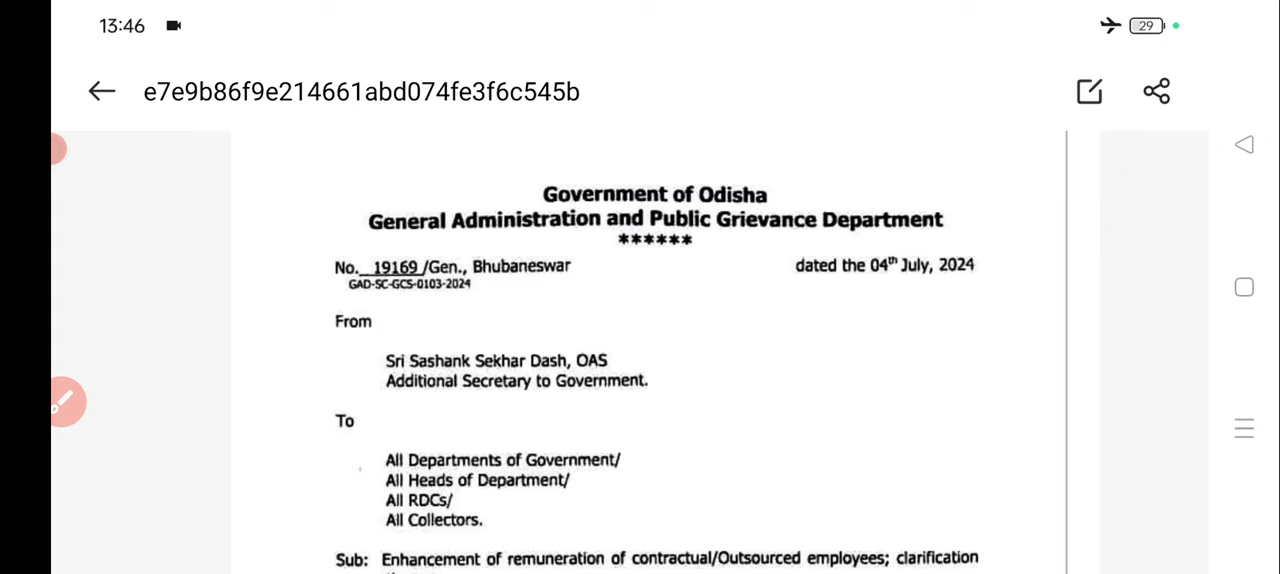 13:46
29
e7e9b86f9e214661abd074fe3f6c545b
Government of Odisha
General Administration and Public Grievance Department
******
No. 19169 /Gen., Bhubaneswar dated the 04th July, 2024
GAD-SC-GCS-0103-2024
From
Sri Sashank Sekhar Dash, OAS
Additional Secretary to Government.
To
All Departments of Government/
All Heads of Department/
All RDCs/
All Collectors.
Sub: Enhancement of remuneration of contractual/Outsourced employees; clarification